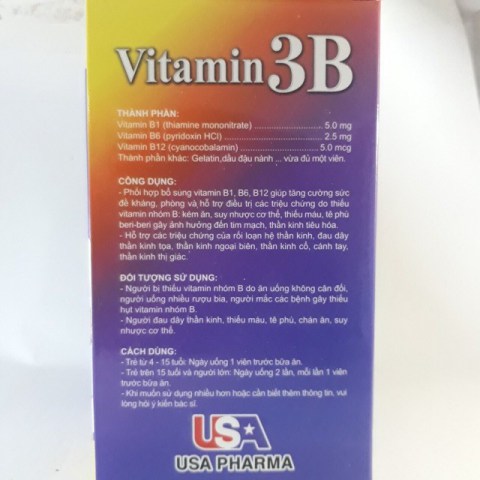 Vitamin 3B
THÀNH PHẦN:
Vitamin B1 (thiamine mononitrate) ........................ 5.0 mg
Vitamin B6 (pyridoxin HCl) ................................... 2.5 mg
Vitamin B12 (cyanocobalamin) ............................ 5.0 mcg
Thành phần khác: Gelatin,dầu đậu nành ... vừa đủ một viên.
CÔNG DỤNG:
- Phối hợp bổ sung vitamin B1, B6, B12 giúp tăng cường sức
đề kháng, phòng và hỗ trợ điều trị các triệu chứng do thiếu
vitamin nhóm B: kém ăn, suy nhược cơ thể, thiếu máu, tê phù
beri-beri gây ảnh hưởng đến tim mạch, thần kinh tiêu hóa.
- Hỗ trợ các triệu chứng của rối loạn hệ thần kinh, đau dây
thần kinh tọa, thần kinh ngoại biên, thần kinh cổ, cánh tay,
thần kinh thị giác.
ĐỐI TƯỢNG SỬ DỤNG:
- Người bị thiếu vitamin nhóm B do ăn uống không cân đối,
người uống nhiều rượu bia, người mắc các bệnh gây thiếu
hụt vitamin nhóm B.
- Người đau dây thần kinh, thiếu máu, tê phù, chán ăn, suy
nhược cơ thể.
CÁCH DÙNG:
- Trẻ từ 4 - 15 tuổi: Ngày uống 1 viên trước bữa ăn.
- Trẻ trên 15 tuổi và người lớn: Ngày uống 2 lần, mỗi lần 1 viên
trước bữa ăn.
- Khi muốn sử dụng nhiều hơn hoặc cần biết thêm thông tin, vui
lòng hỏi ý kiến bác sĩ.
USA
USA PHARMA